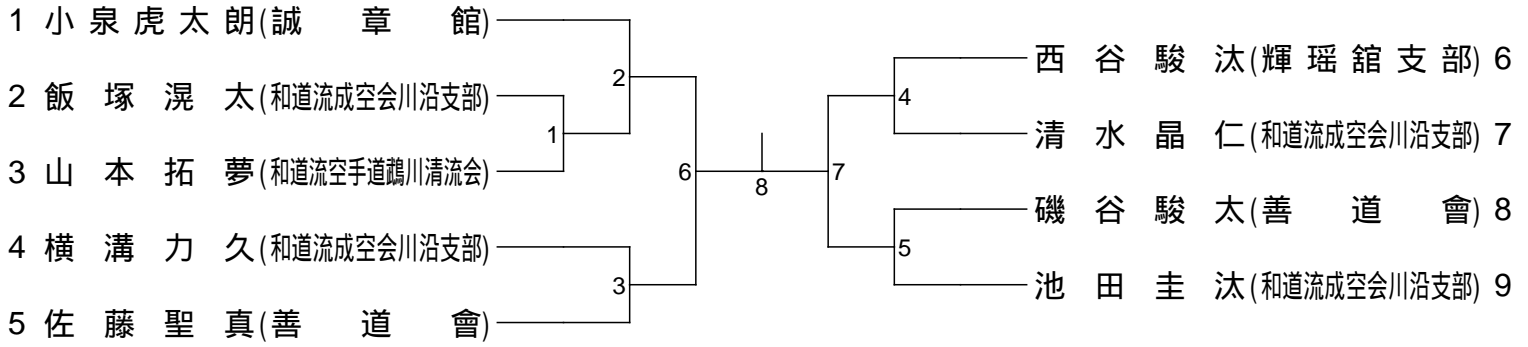 1 小泉虎太朗(誠章館)
2 飯塚滉太(和道流成空会川沿支部)
3 山本拓夢(和道流空手道鵡川清流会)
4 横溝力久(和道流成空会川沿支部)
5 佐藤聖真(善道會)
2
1
3
6
8
7
4
5
西谷駿汰(輝瑶舘支部) 6
清水晶仁(和道流成空会川沿支部) 7
磯谷駿太(善道會) 8
池田圭汰(和道流成空会川沿支部) 9